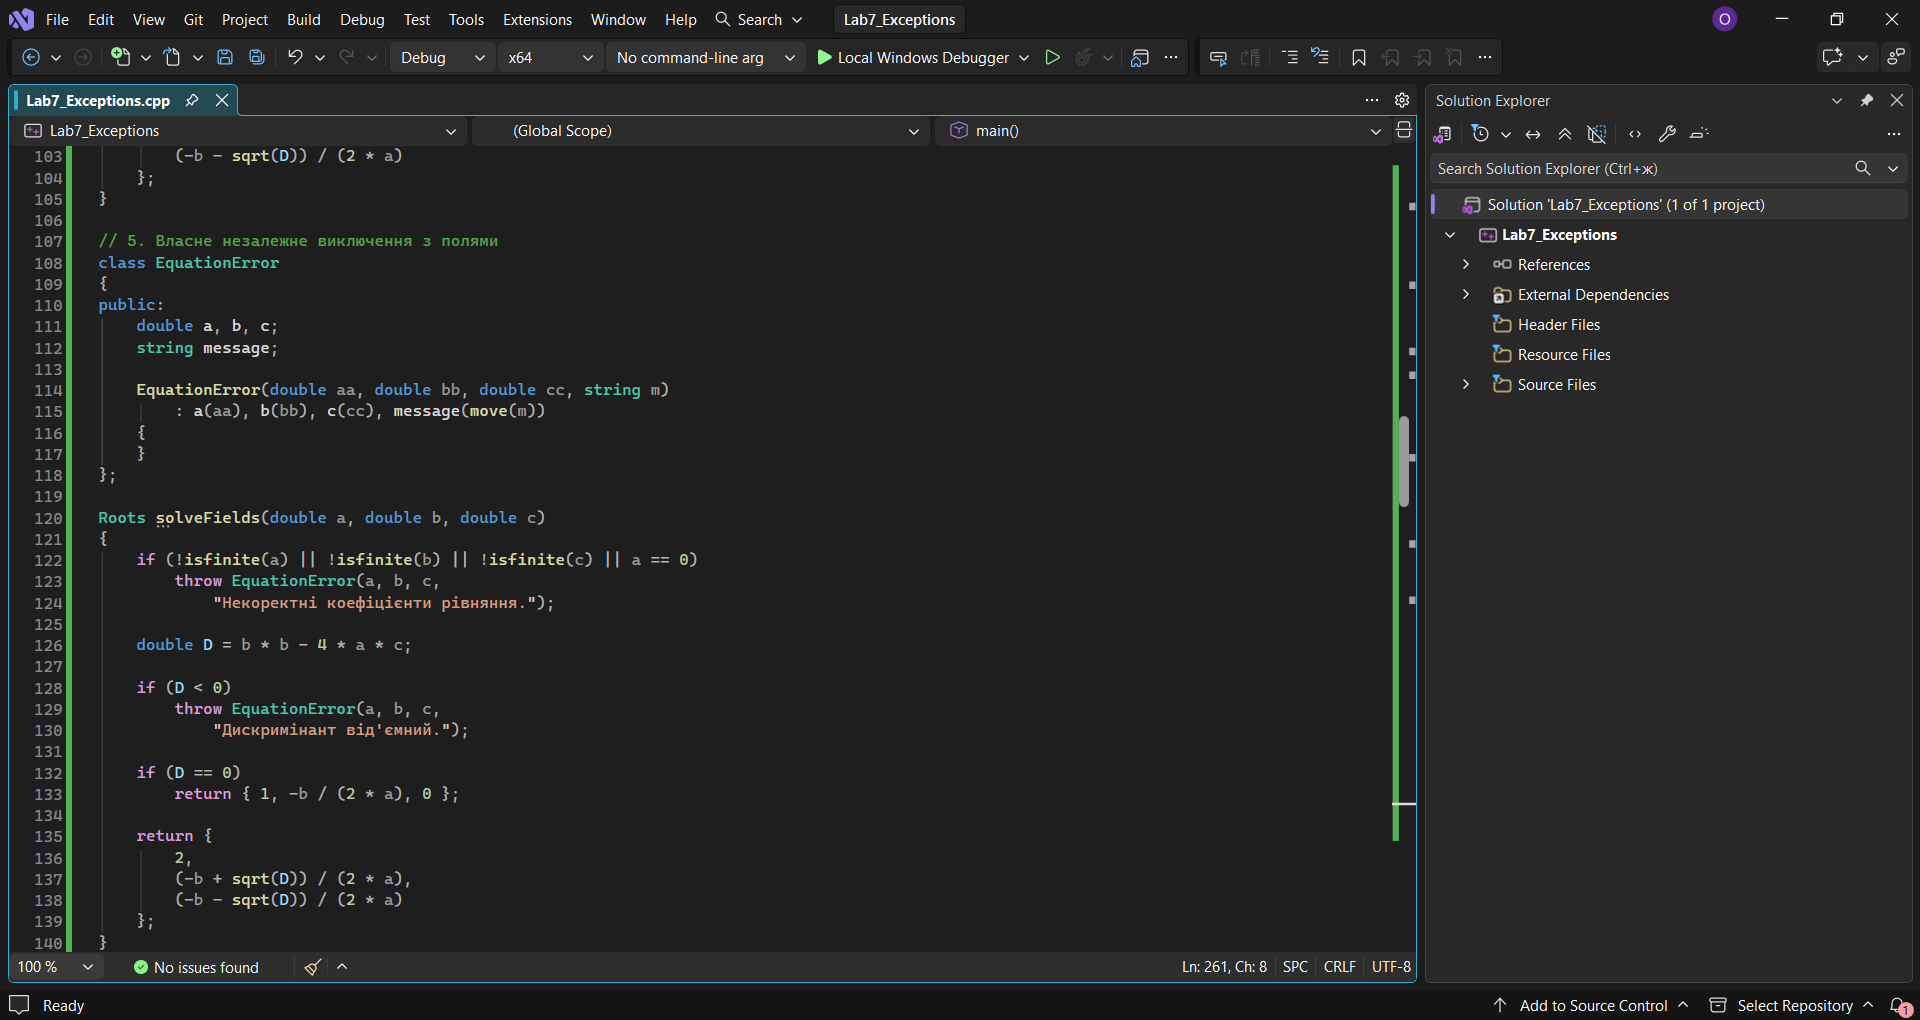 File Edit View Git Project Build Debug Test Tools Extensions Window Help Search Lab7_Exceptions O
Debug x64 No command-line arg Local Windows Debugger
Lab7_Exceptions.cpp
Lab7_Exceptions (Global Scope) main()
103 (-b - sqrt(D)) / (2 * a)
104 };
105 }
106
107 // 5. Власне незалежне виключення з полями
108 class EquationError
109 {
110 public:
111 double a, b, c;
112 string message;
113
114 EquationError(double aa, double bb, double cc, string m)
115 : a(aa), b(bb), c(cc), message(move(m))
116 {
117 }
118 };
119
120 Roots solveFields(double a, double b, double c)
121 {
122 if (!isfinite(a) || !isfinite(b) || !isfinite(c) || a == 0)
123 throw EquationError(a, b, c,
124 "Некоректні коефіцієнти рівняння.");
125
126 double D = b * b - 4 * a * c;
127
128 if (D < 0)
129 throw EquationError(a, b, c,
130 "Дискримінант від'ємний.");
131
132 if (D == 0)
133 return { 1, -b / (2 * a), 0 };
134
135 return {
136 2,
137 (-b + sqrt(D)) / (2 * a),
138 (-b - sqrt(D)) / (2 * a)
139 };
140 }
100 % No issues found Ln: 261, Ch: 8 SPC CRLF UTF-8
Solution Explorer
Search Solution Explorer (Ctrl+ж)
Solution 'Lab7_Exceptions' (1 of 1 project)
Lab7_Exceptions
References
External Dependencies
Header Files
Resource Files
Source Files
Ready Add to Source Control Select Repository 1